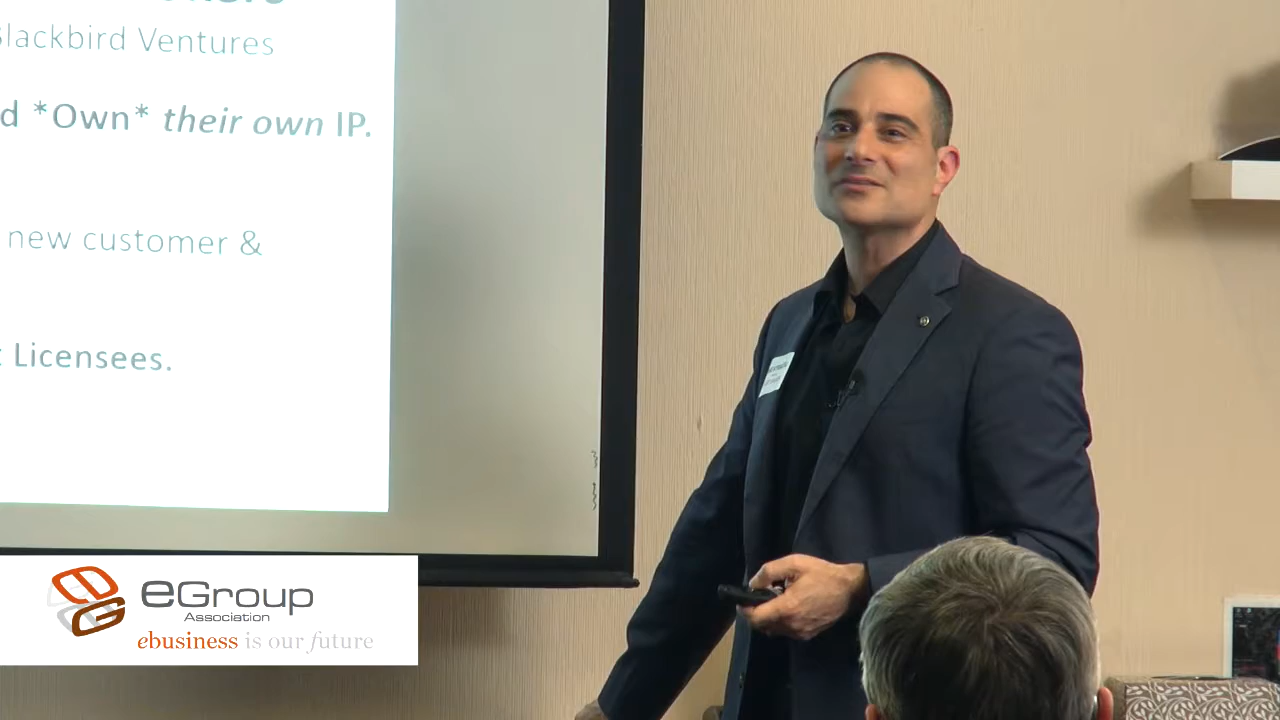 Blackbird Ventures
d *Own* their own IP.
new customer &
Licensees.
eGroup
Association
ebusiness is our future